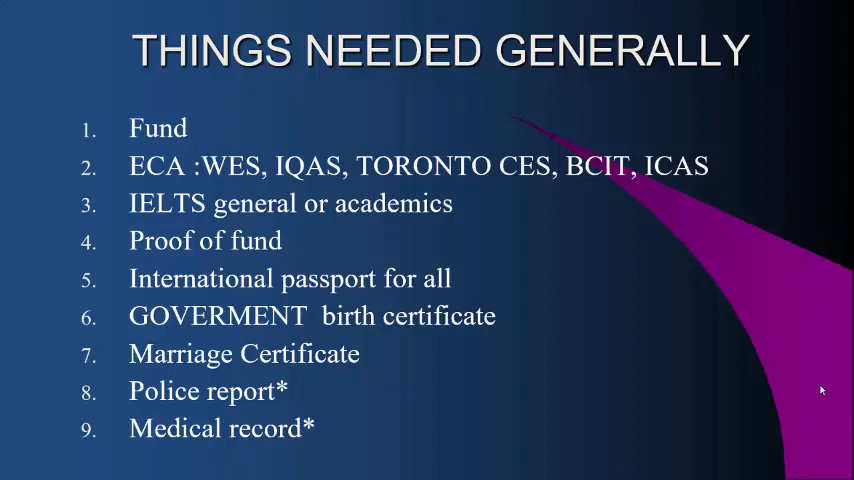 THINGS NEEDED GENERALLY
1. Fund
2. ECA :WES, IQAS, TORONTO CES, BCIT, ICAS
3. IELTS general or academics
4. Proof of fund
5. International passport for all
6. GOVERMENT  birth certificate
7. Marriage Certificate
8. Police report*
9. Medical record*